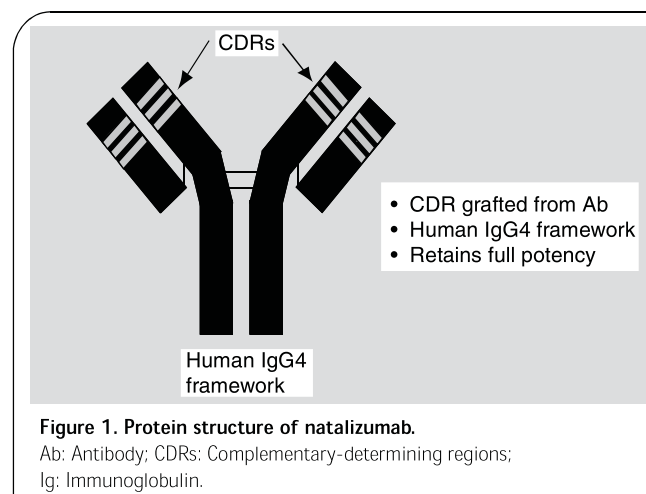 CDRs
• CDR grafted from Ab
• Human IgG4 framework
• Retains full potency
Human IgG4
framework
Figure 1. Protein structure of natalizumab.
Ab: Antibody; CDRs: Complementary-determining regions;
Ig: Immunoglobulin.